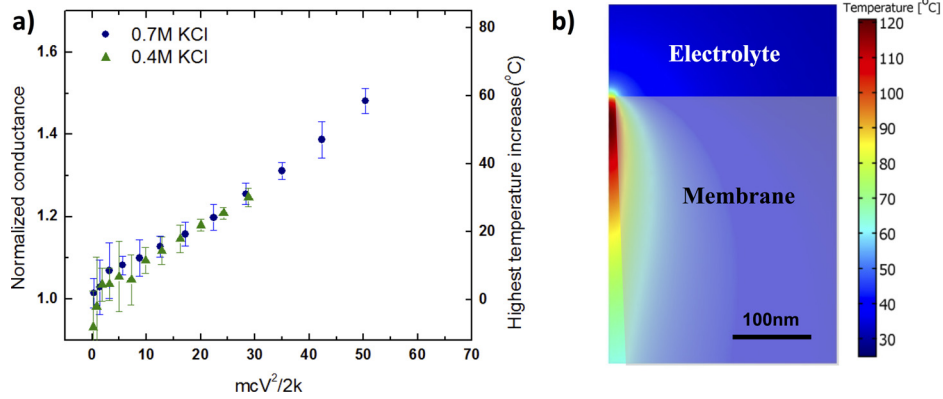 a)
0.7M KCl
0.4M KCl
Normalized conductance
1.6
1.4
1.2
1.0
0 10 20 30 40 50 60 70
mcV²/2k
80
60
40
20
0
Highest temperature increase(°C)
b)
Electrolyte
Membrane
100nm
Temperature [°C]
120
110
100
90
80
70
60
50
40
30